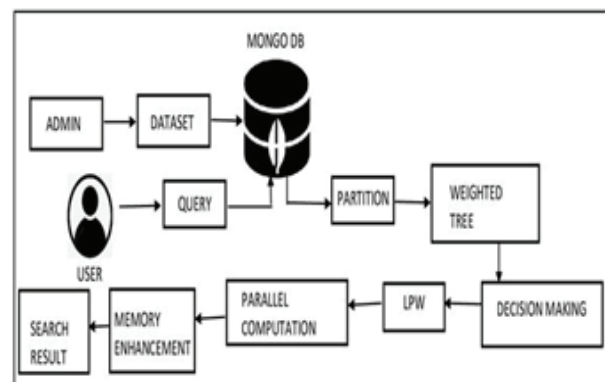 MONGO DB
ADMIN
DATASET
QUERY
USER
PARTITION
WEIGHTED
TREE
DECISION MAKING
LPW
PARALLEL
COMPUTATION
MEMORY
ENHANCEMENT
SEARCH
RESULT